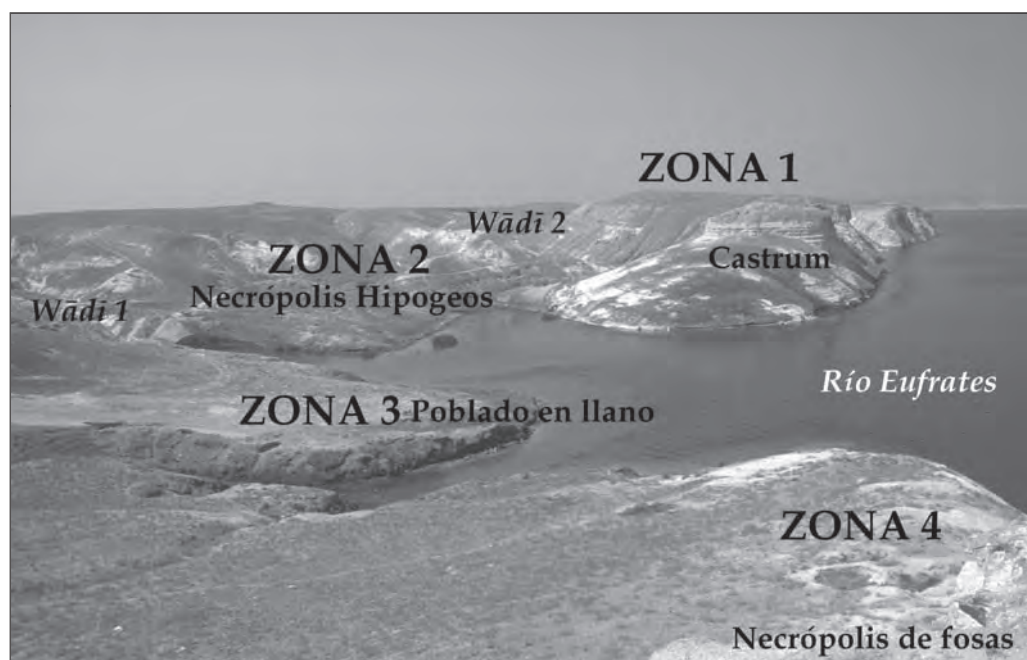 ZONA 1
Wādī 2
ZONA 2
Castrum
Necrópolis Hipogeos
Wādī 1
Río Eufrates
ZONA 3 Poblado en llano
ZONA 4
Necrópolis de fosas